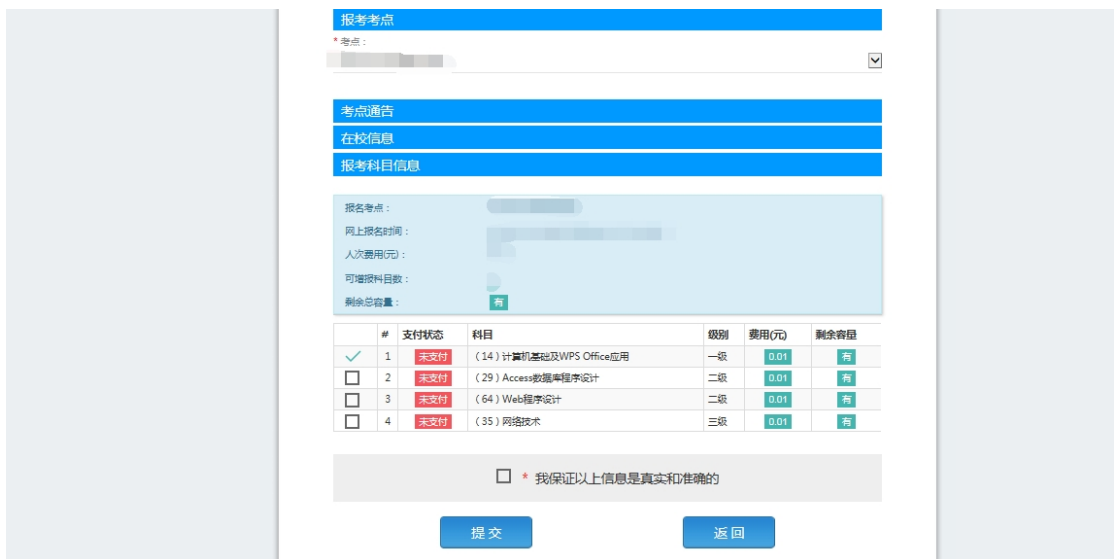 报考考点
* 考点：
考点通告
在校信息
报考科目信息
报名考点：
网上报名时间：
人次费用(元)：
可增报科目数：
剩余总容量： 有
# 支付状态 科目 级别 费用(元) 剩余容量
1 未支付 （14）计算机基础及WPS Office应用 一级 0.01 有
2 未支付 （29）Access数据库程序设计 二级 0.01 有
3 未支付 （64）Web程序设计 二级 0.01 有
4 未支付 （35）网络技术 三级 0.01 有
* 我保证以上信息是真实和准确的
提交 返回